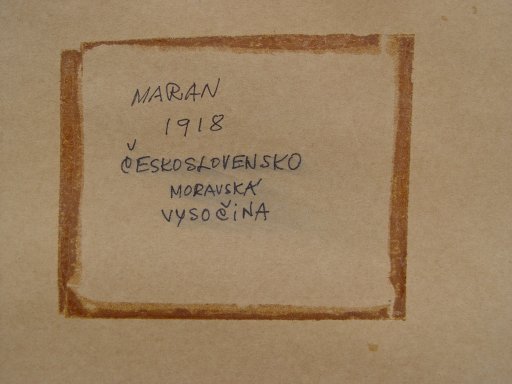 MARAN
1918
ČESKOSLOVENSKO
MORAVSKÁ
VYSOČINA